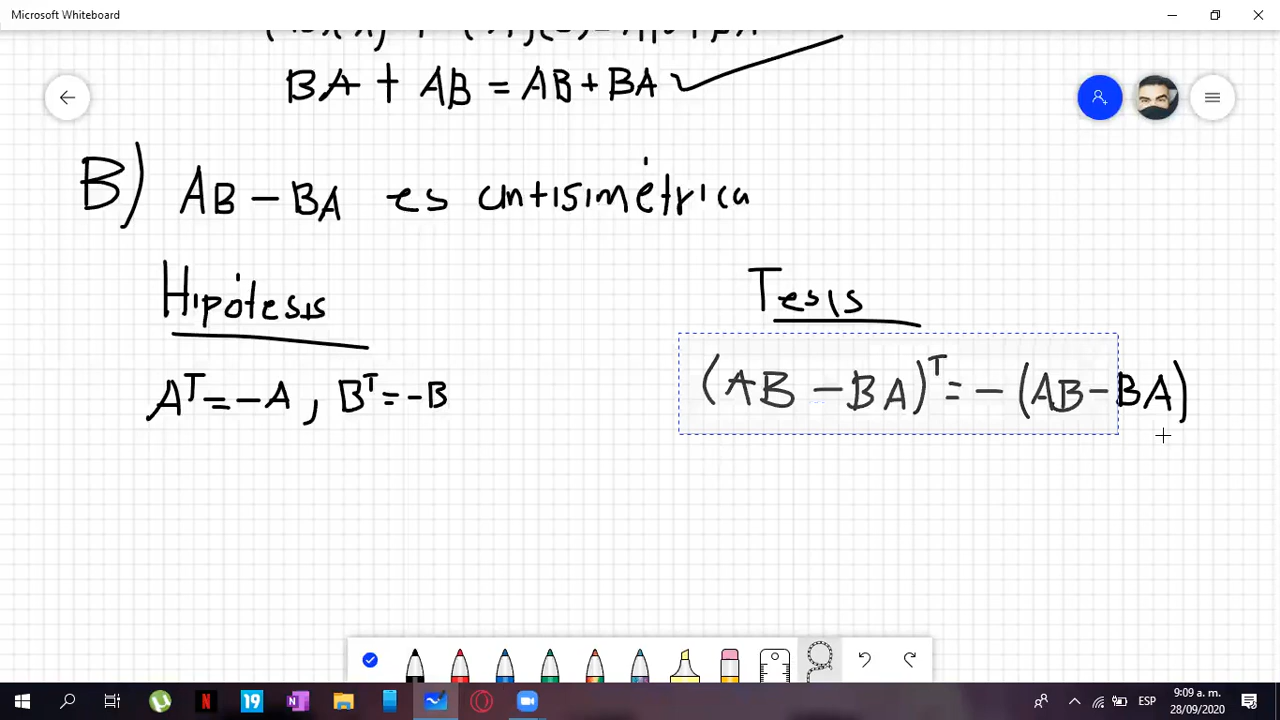 Microsoft Whiteboard
BA + AB = AB + BA
B) AB - BA es antisimétrica
Hipótesis
Tesis
Aᵀ = -A, Bᵀ = -B
(AB - BA)ᵀ = - (AB - BA)
19
N
ESP
9:09 a. m.
28/09/2020